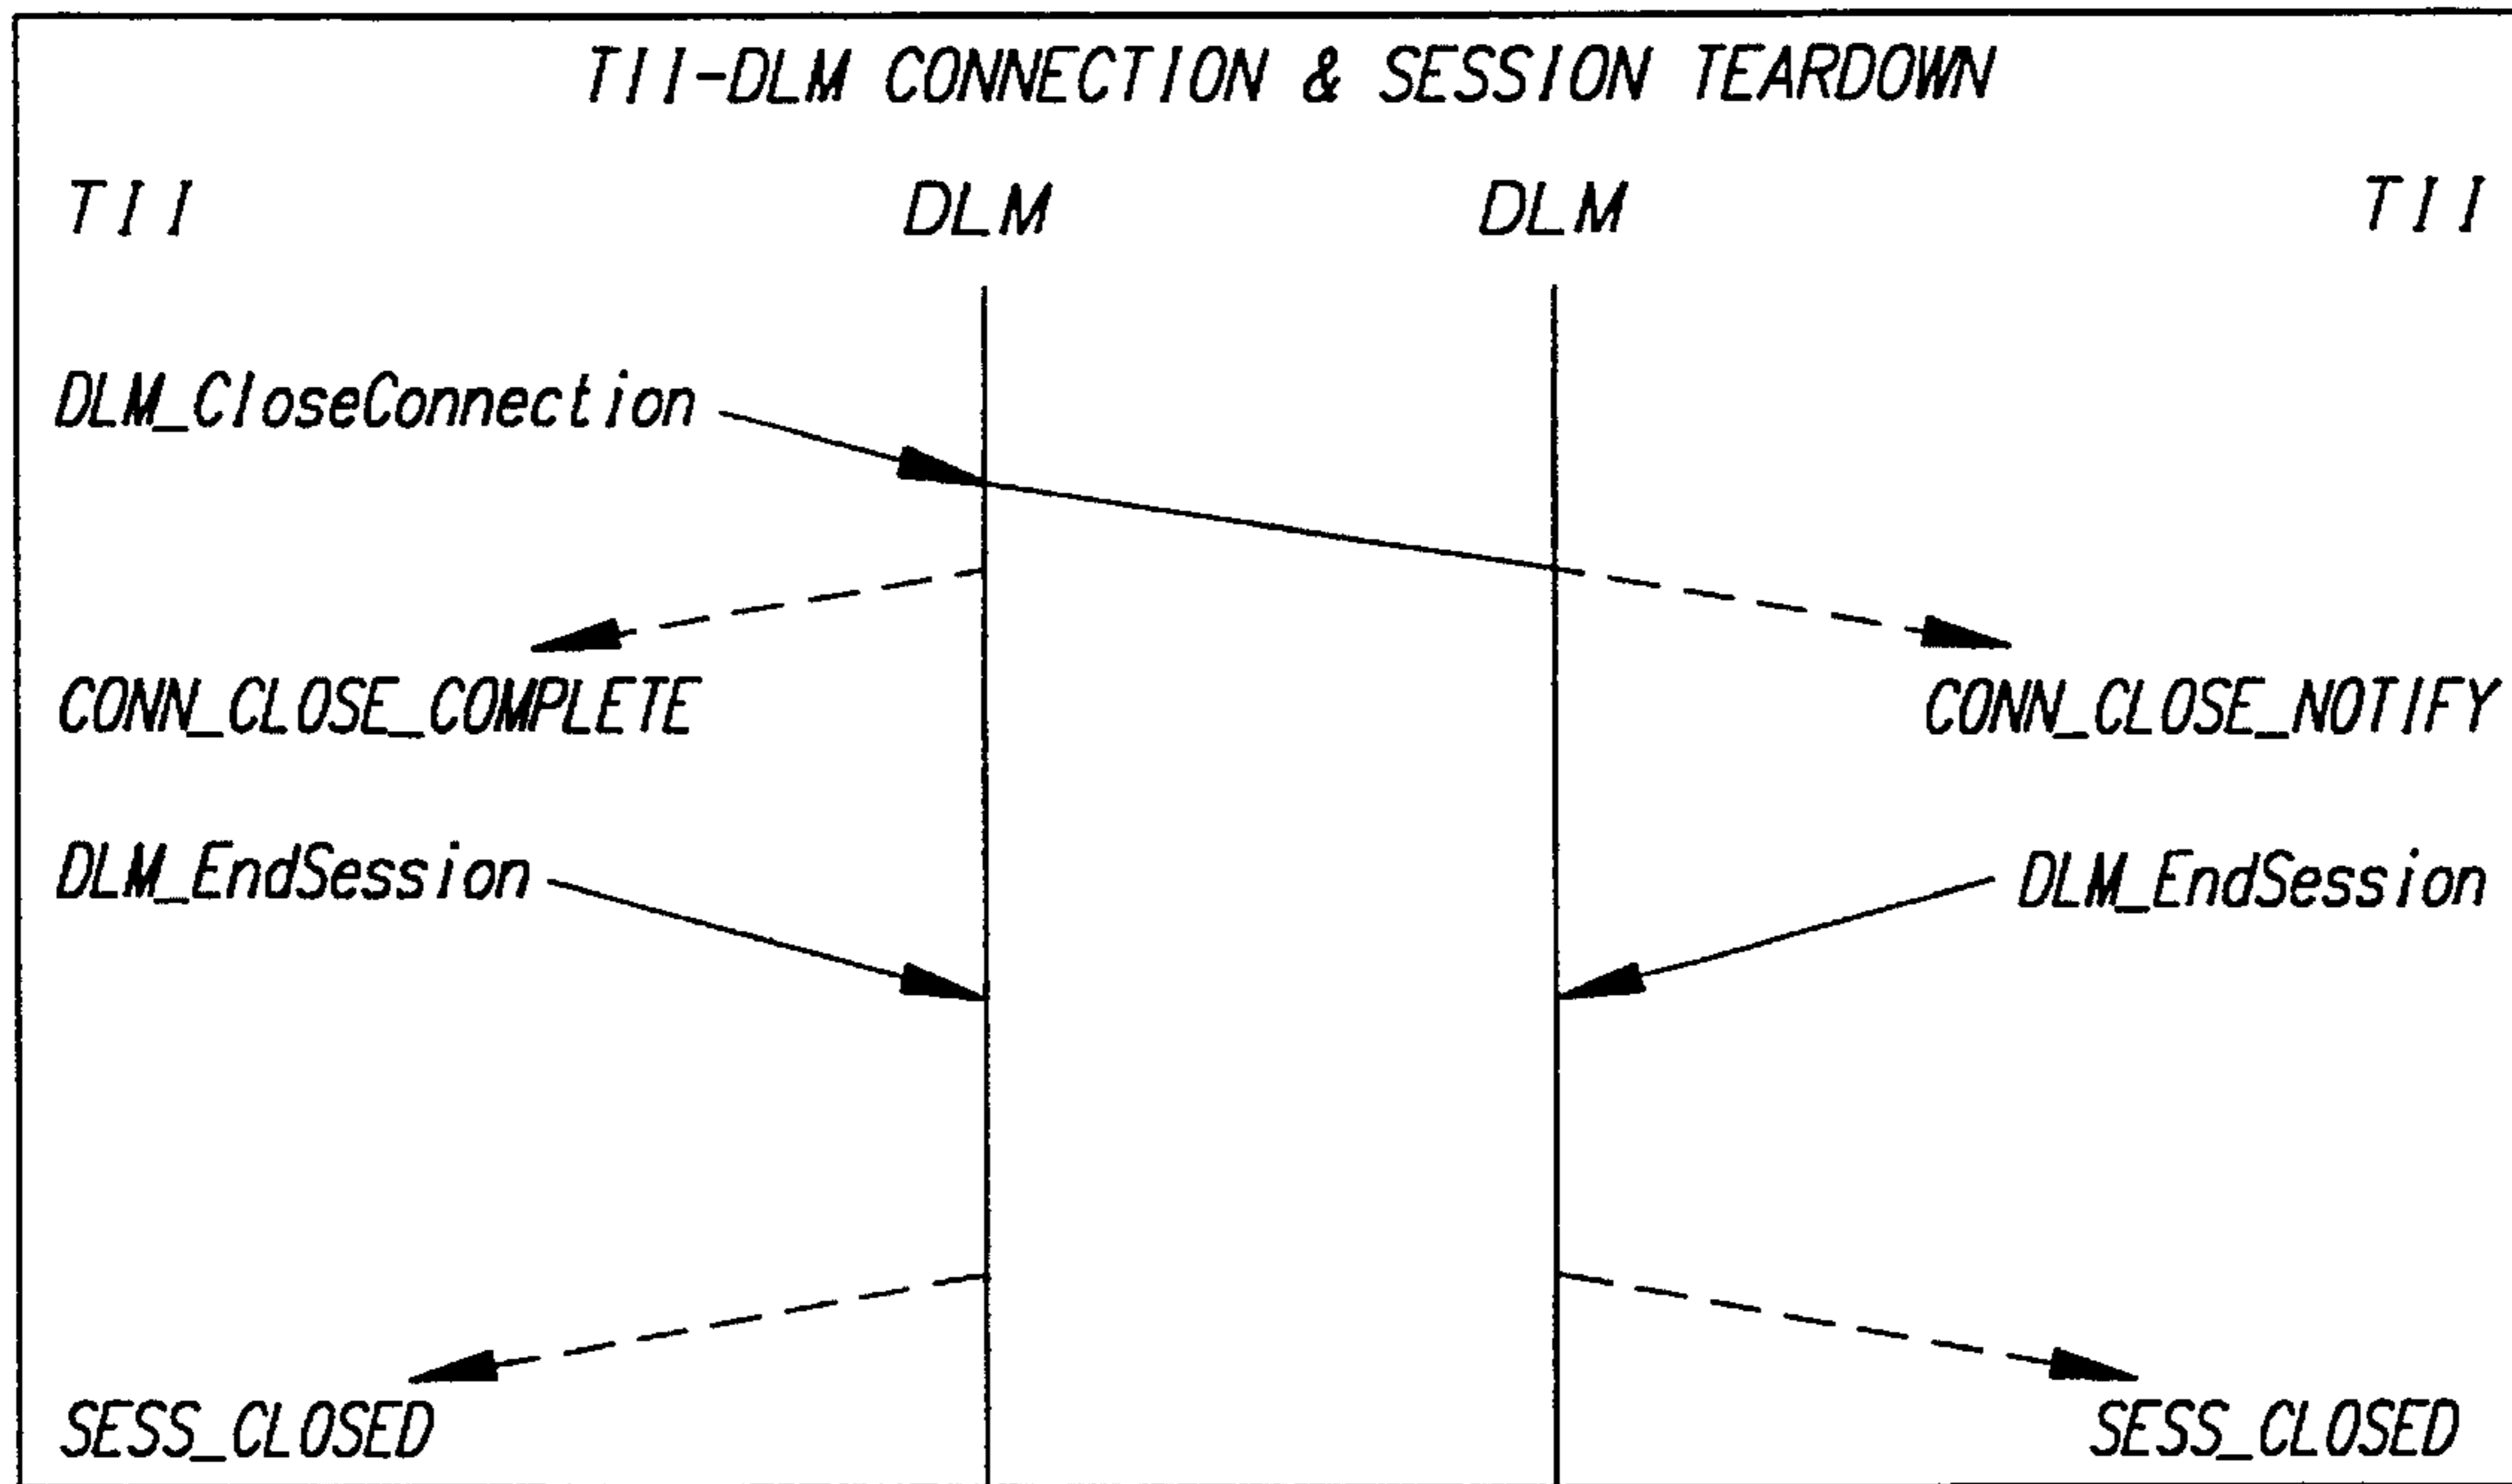 TII-DLM CONNECTION & SESSION TEARDOWN
TII DLM DLM TII
DLM_CloseConnection
CONN_CLOSE_COMPLETE CONN_CLOSE_NOTIFY
DLM_EndSession DLM_EndSession
SESS_CLOSED SESS_CLOSED